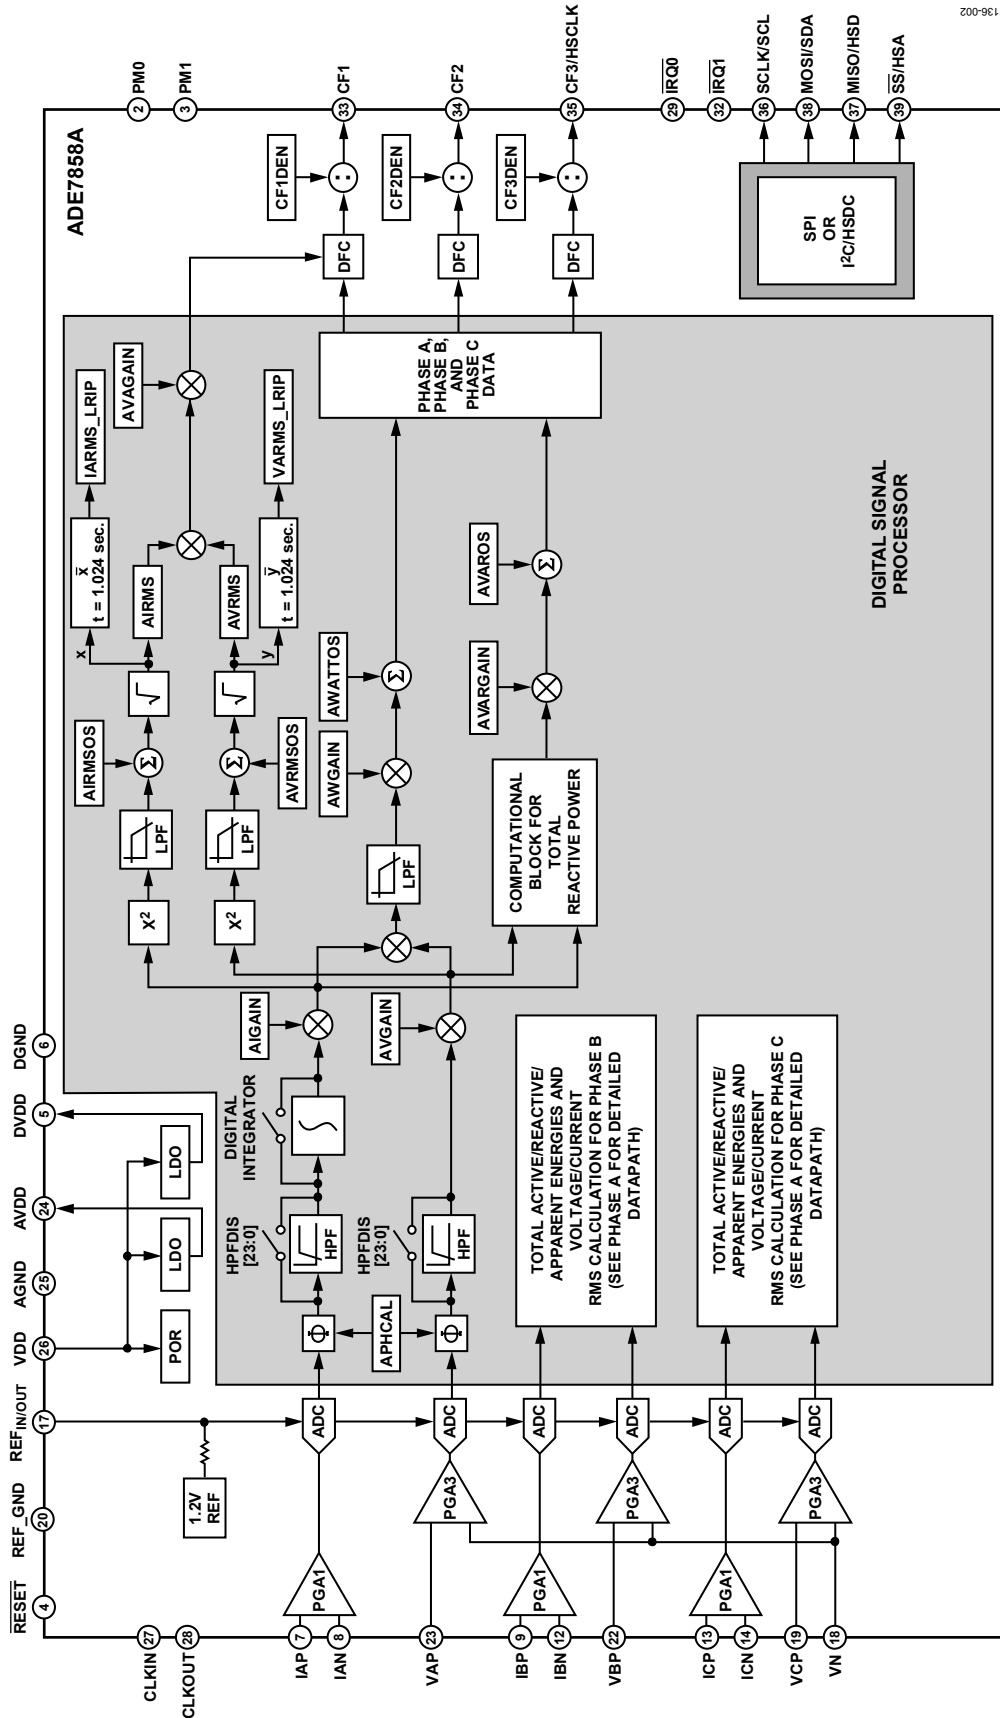 RESET
REF_GND
REFIN/OUT
VDD
AGND
AVDD
DVDD
DGND
4
20
17
26
25
24
5
6
ADE7858A
CLKIN 27
CLKOUT 28
1.2V
REF
POR
LDO
LDO
2 PM0
3 PM1
X2
LPF
AIRMSOS
Σ
√
x
x̄
t = 1.024 sec.
IARMS_LRIP
AIRMS
AVAGAIN
X2
LPF
Σ
AVRMSOS
√
AVRMS
y
ȳ
t = 1.024 sec.
VARMS_LRIP
IAP 7
IAN 8
PGA1
ADC
Φ
HPFDIS
[23:0]
HPF
DIGITAL
INTEGRATOR
AIGAIN
APHCAL
VAP 23
PGA3
ADC
Φ
HPFDIS
[23:0]
HPF
AVGAIN
LPF
AWGAIN
AWATTOS
Σ
COMPUTATIONAL
BLOCK FOR
TOTAL
REACTIVE POWER
AVARGAIN
AVAROS
Σ
PHASE A,
PHASE B,
AND
PHASE C
DATA
DFC
CF1DEN
:
33 CF1
DFC
CF2DEN
:
34 CF2
DFC
CF3DEN
:
35 CF3/HSCLK
IBP 9
IBN 12
PGA1
ADC
VBP 22
PGA3
ADC
TOTAL ACTIVE/REACTIVE/
APPARENT ENERGIES AND
VOLTAGE/CURRENT
RMS CALCULATION FOR PHASE B
(SEE PHASE A FOR DETAILED
DATAPATH)
29 IRQ0
32 IRQ1
ICP 13
ICN 14
PGA1
ADC
VCP 19
VN 18
PGA3
ADC
TOTAL ACTIVE/REACTIVE/
APPARENT ENERGIES AND
VOLTAGE/CURRENT
RMS CALCULATION FOR PHASE C
(SEE PHASE A FOR DETAILED
DATAPATH)
DIGITAL SIGNAL
PROCESSOR
SPI
OR
I2C/HSDC
36 SCLK/SCL
38 MOSI/SDA
37 MISO/HSD
39 SS/HSA
136-002